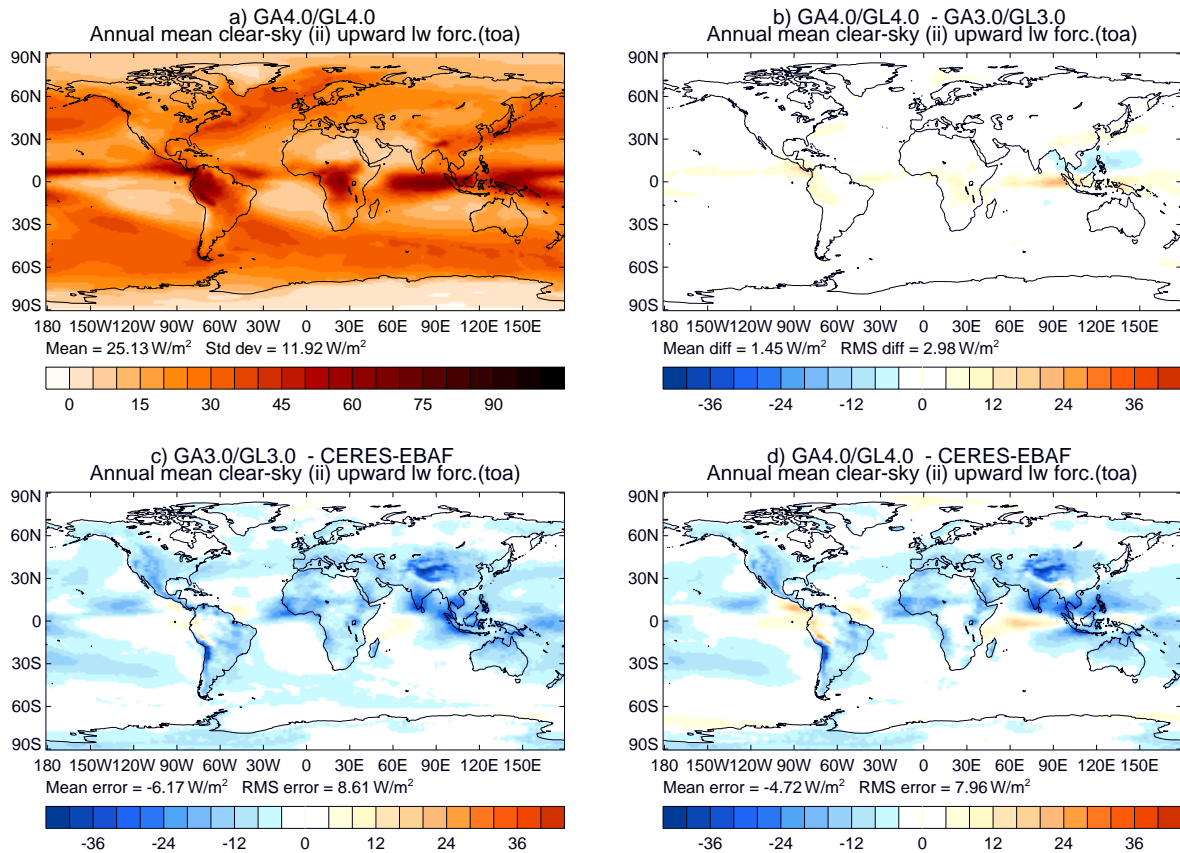 a) GA4.0/GL4.0
Annual mean clear-sky (ii) upward lw forc.(toa)
90N
60N
30N
0
30S
60S
90S
180 150W 120W 90W 60W 30W 0 30E 60E 90E 120E 150E
Mean = 25.13 W/m² Std dev = 11.92 W/m²
0 15 30 45 60 75 90
b) GA4.0/GL4.0 - GA3.0/GL3.0
Annual mean clear-sky (ii) upward lw forc.(toa)
90N
60N
30N
0
30S
60S
90S
180 150W 120W 90W 60W 30W 0 30E 60E 90E 120E 150E
Mean diff = 1.45 W/m² RMS diff = 2.98 W/m²
-36 -24 -12 0 12 24 36
c) GA3.0/GL3.0 - CERES-EBAF
Annual mean clear-sky (ii) upward lw forc.(toa)
90N
60N
30N
0
30S
60S
90S
180 150W 120W 90W 60W 30W 0 30E 60E 90E 120E 150E
Mean error = -6.17 W/m² RMS error = 8.61 W/m²
-36 -24 -12 0 12 24 36
d) GA4.0/GL4.0 - CERES-EBAF
Annual mean clear-sky (ii) upward lw forc.(toa)
90N
60N
30N
0
30S
60S
90S
180 150W 120W 90W 60W 30W 0 30E 60E 90E 120E 150E
Mean error = -4.72 W/m² RMS error = 7.96 W/m²
-36 -24 -12 0 12 24 36